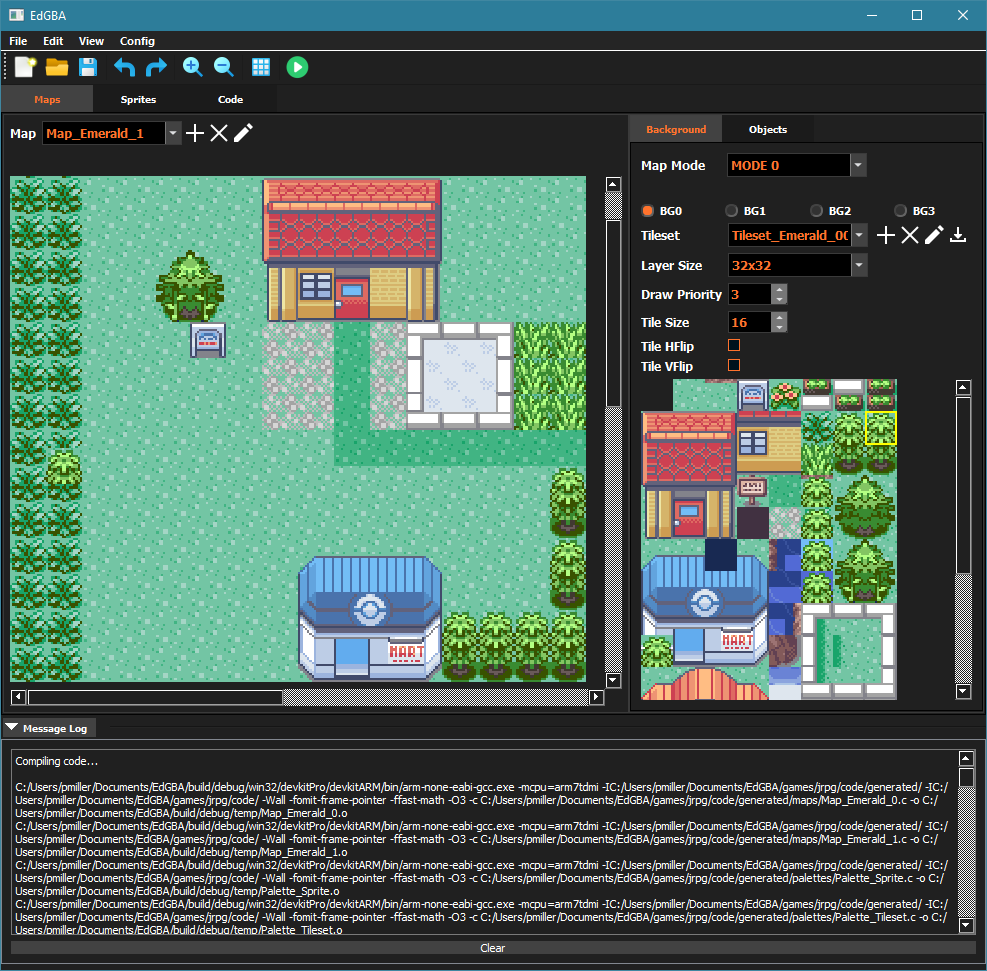 EdGBA
File Edit View Config
Maps Sprites Code
Map Map_Emerald_1
Background Objects
Map Mode MODE 0
BG0 BG1 BG2 BG3
Tileset Tileset_Emerald_00
Layer Size 32x32
Draw Priority 3
Tile Size 16
Tile HFlip
Tile VFlip
MART
MART
Message Log
Compiling code...
C:/Users/pmiller/Documents/EdGBA/build/debug/win32/devkitPro/devkitARM/bin/arm-none-eabi-gcc.exe -mcpu=arm7tdmi -IC:/Users/pmiller/Documents/EdGBA/games/jrpg/code/generated/ -IC:/
Users/pmiller/Documents/EdGBA/games/jrpg/code/ -Wall -fomit-frame-pointer -ffast-math -O3 -c C:/Users/pmiller/Documents/EdGBA/games/jrpg/code/generated/maps/Map_Emerald_0.c -o C:/
Users/pmiller/Documents/EdGBA/build/debug/temp/Map_Emerald_0.o
C:/Users/pmiller/Documents/EdGBA/build/debug/win32/devkitPro/devkitARM/bin/arm-none-eabi-gcc.exe -mcpu=arm7tdmi -IC:/Users/pmiller/Documents/EdGBA/games/jrpg/code/generated/ -IC:/
Users/pmiller/Documents/EdGBA/games/jrpg/code/ -Wall -fomit-frame-pointer -ffast-math -O3 -c C:/Users/pmiller/Documents/EdGBA/games/jrpg/code/generated/maps/Map_Emerald_1.c -o C:/
Users/pmiller/Documents/EdGBA/build/debug/temp/Map_Emerald_1.o
C:/Users/pmiller/Documents/EdGBA/build/debug/win32/devkitPro/devkitARM/bin/arm-none-eabi-gcc.exe -mcpu=arm7tdmi -IC:/Users/pmiller/Documents/EdGBA/games/jrpg/code/generated/ -IC:/
Users/pmiller/Documents/EdGBA/games/jrpg/code/ -Wall -fomit-frame-pointer -ffast-math -O3 -c C:/Users/pmiller/Documents/EdGBA/games/jrpg/code/generated/palettes/Palette_Sprite.c -o C:/
Users/pmiller/Documents/EdGBA/build/debug/temp/Palette_Sprite.o
C:/Users/pmiller/Documents/EdGBA/build/debug/win32/devkitPro/devkitARM/bin/arm-none-eabi-gcc.exe -mcpu=arm7tdmi -IC:/Users/pmiller/Documents/EdGBA/games/jrpg/code/generated/ -IC:/
Users/pmiller/Documents/EdGBA/games/jrpg/code/ -Wall -fomit-frame-pointer -ffast-math -O3 -c C:/Users/pmiller/Documents/EdGBA/games/jrpg/code/generated/palettes/Palette_Tileset.c -o C:/
Users/pmiller/Documents/EdGBA/build/debug/temp/Palette_Tileset.o
Clear